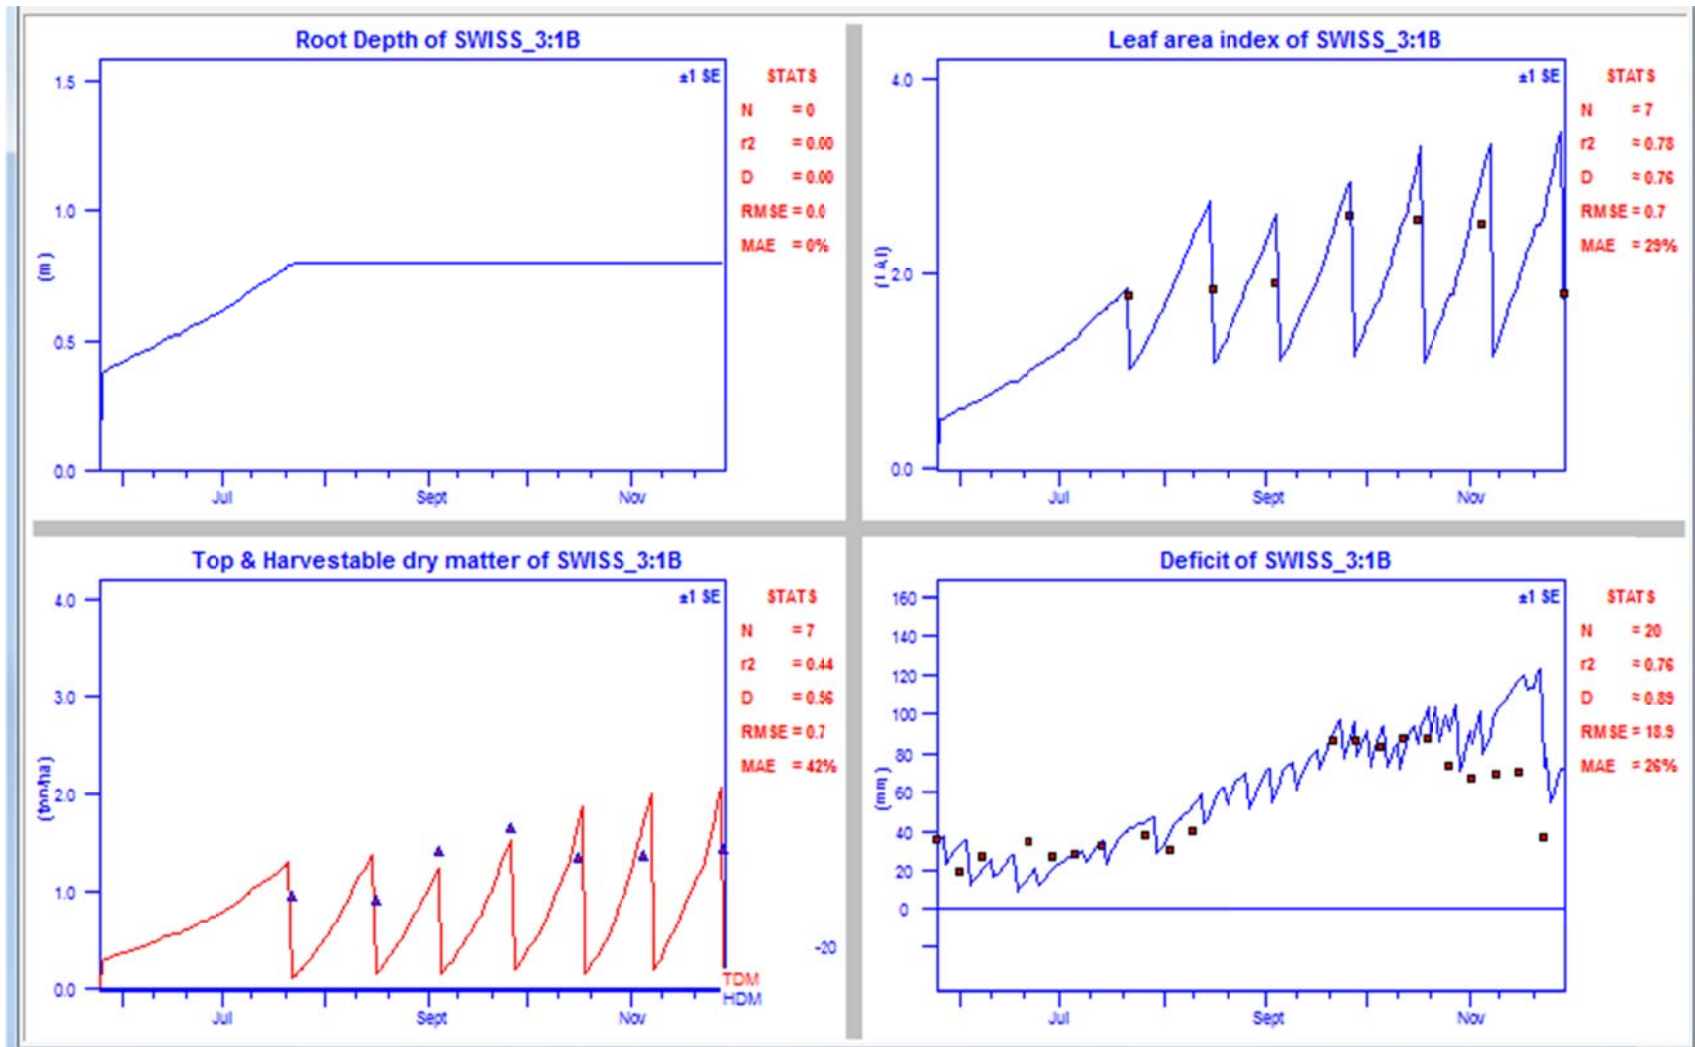 Root Depth of SWISS_3:1B
±1 SE
STATS
N = 0
r2 = 0.00
D = 0.00
RMSE = 0.0
MAE = 0%
1.5
1.0
0.5
0.0
(m)
Jul
Sept
Nov
Leaf area index of SWISS_3:1B
±1 SE
STATS
N = 7
r2 = 0.78
D = 0.76
RMSE = 0.7
MAE = 29%
4.0
2.0
0.0
(LAI)
Jul
Sept
Nov
Top & Harvestable dry matter of SWISS_3:1B
±1 SE
STATS
N = 7
r2 = 0.44
D = 0.56
RMSE = 0.7
MAE = 42%
4.0
3.0
2.0
1.0
0.0
(ton/ha)
TDM
HDM
Jul
Sept
Nov
Deficit of SWISS_3:1B
±1 SE
STATS
N = 20
r2 = 0.76
D = 0.89
RMSE = 18.9
MAE = 26%
160
140
120
100
80
60
40
20
0
-20
(mm)
Jul
Sept
Nov